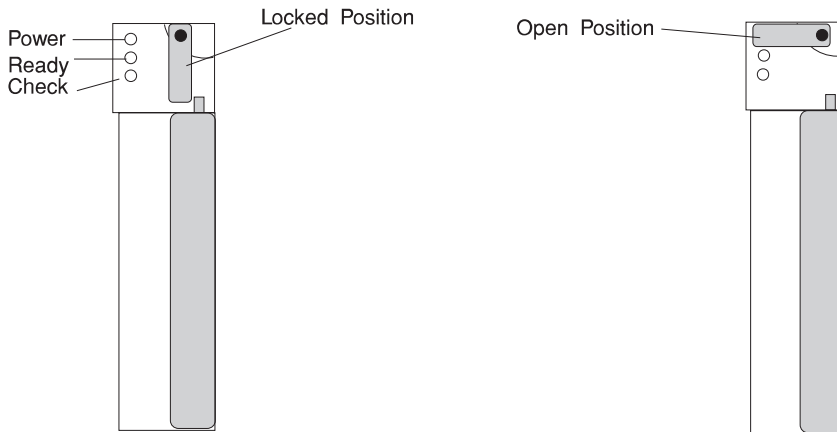 Locked Position
Power
Ready
Check
Open Position